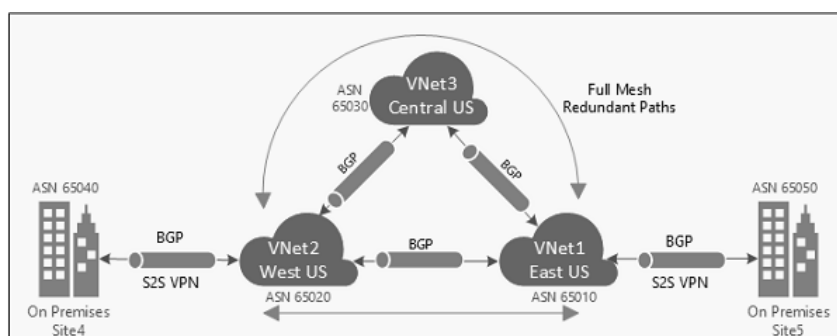 VNet3
Central US
ASN
65030
Full Mesh
Redundant Paths
BGP
BGP
ASN 65040
ASN 65050
BGP
S2S VPN
VNet2
West US
BGP
VNet1
East US
BGP
S2S VPN
ASN 65020
ASN 65010
On Premises
Site4
On Premises
Site5